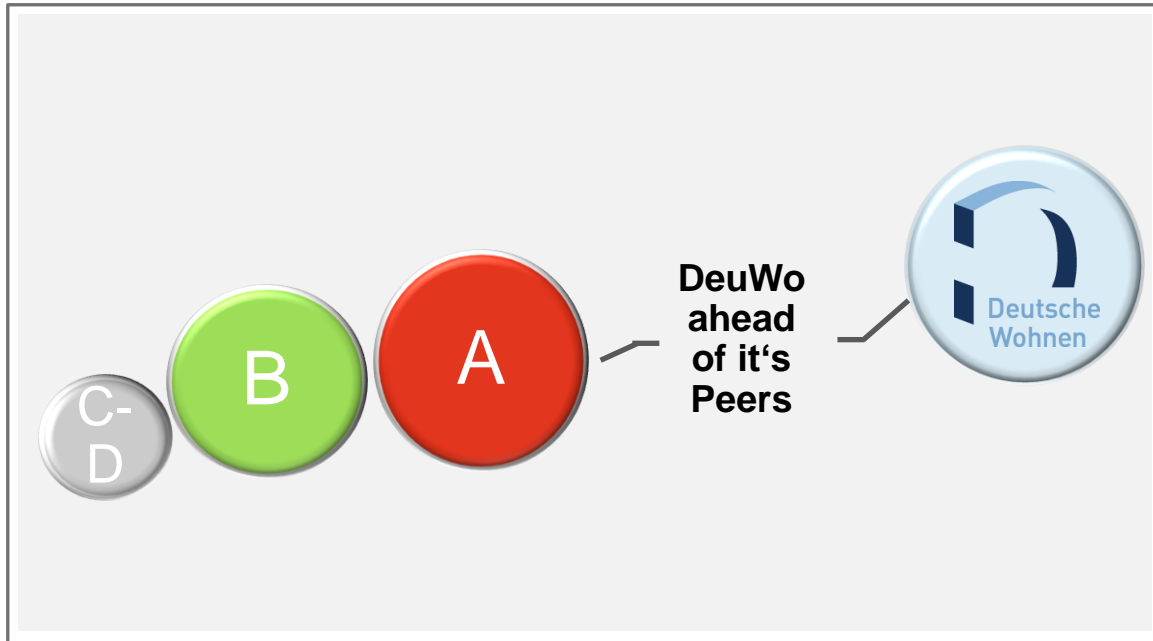 C-
D
B
A
DeuWo
ahead
of it‘s
Peers
Deutsche
Wohnen